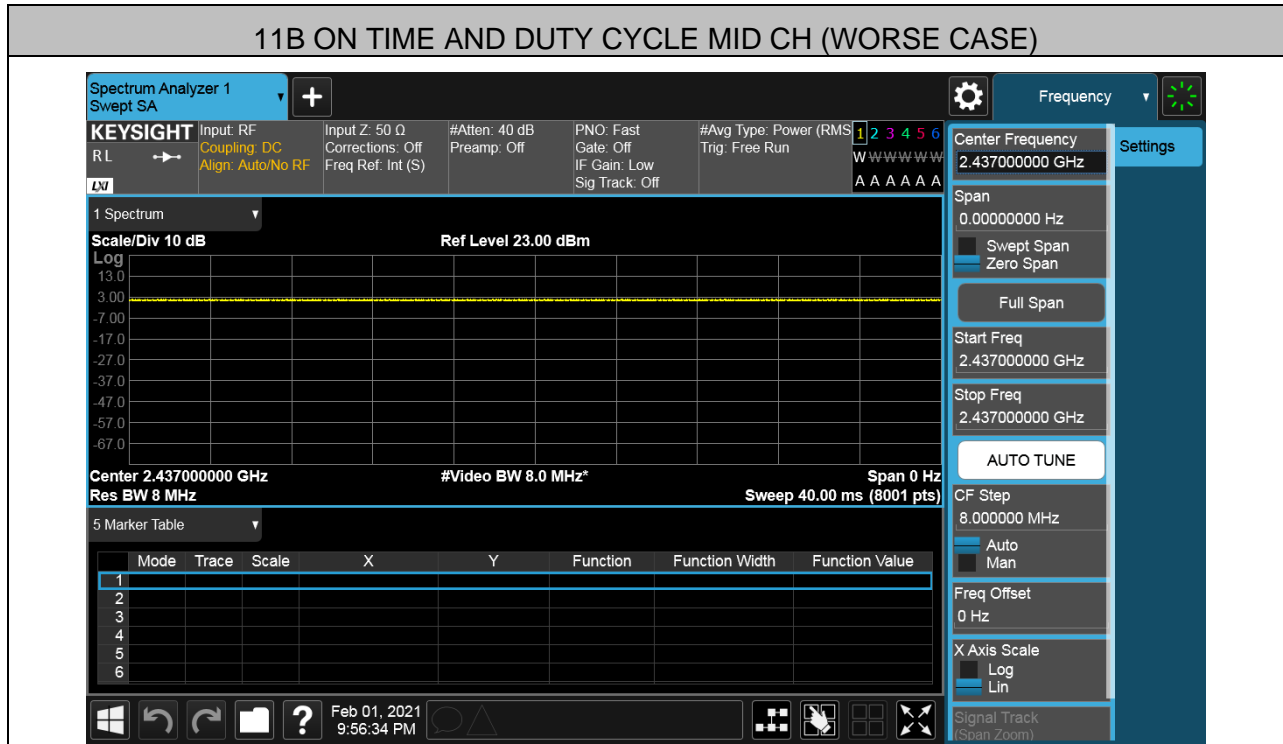 11B ON TIME AND DUTY CYCLE MID CH (WORSE CASE)
Spectrum Analyzer 1
Swept SA
Frequency
KEYSIGHT
RL
LXI
Input: RF
Coupling: DC
Align: Auto/No RF
Input Z: 50 Ω
Corrections: Off
Freq Ref: Int (S)
#Atten: 40 dB
Preamp: Off
PNO: Fast
Gate: Off
IF Gain: Low
Sig Track: Off
#Avg Type: Power (RMS
Trig: Free Run
1 2 3 4 5 6
W W W W W W
A A A A A A
1 Spectrum
Scale/Div 10 dB
Ref Level 23.00 dBm
Log
13.0
3.00
-7.00
-17.0
-27.0
-37.0
-47.0
-57.0
-67.0
Center 2.437000000 GHz
#Video BW 8.0 MHz*
Span 0 Hz
Res BW 8 MHz
Sweep 40.00 ms (8001 pts)
5 Marker Table
Mode Trace Scale X Y Function Function Width Function Value
1
2
3
4
5
6
Feb 01, 2021
9:56:34 PM
Center Frequency
2.437000000 GHz
Settings
Span
0.00000000 Hz
Swept Span
Zero Span
Full Span
Start Freq
2.437000000 GHz
Stop Freq
2.437000000 GHz
AUTO TUNE
CF Step
8.000000 MHz
Auto
Man
Freq Offset
0 Hz
X Axis Scale
Log
Lin
Signal Track
(Span Zoom)